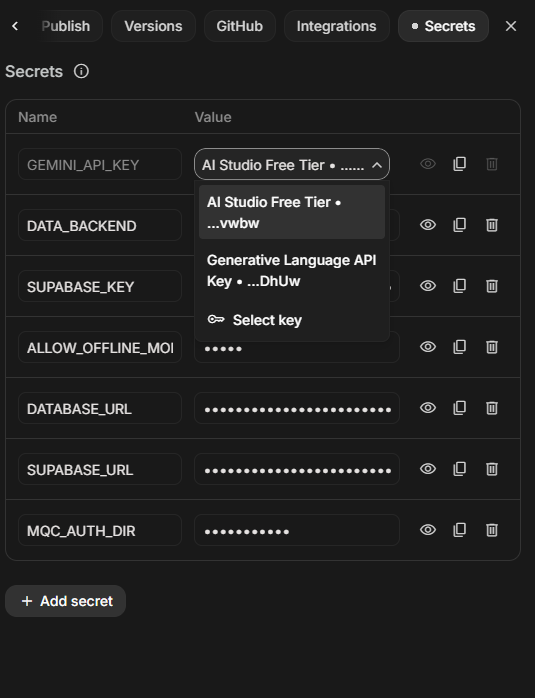 Publish Versions GitHub Integrations • Secrets
Secrets
Name Value
GEMINI_API_KEY AI Studio Free Tier • ......
AI Studio Free Tier •
...vwbw
DATA_BACKEND
Generative Language API
Key • ...DhUw
SUPABASE_KEY
Select key
ALLOW_OFFLINE_MO •••••
DATABASE_URL ••••••••••••••••••••••••
SUPABASE_URL ••••••••••••••••••••••••
MQC_AUTH_DIR •••••••••••
+ Add secret